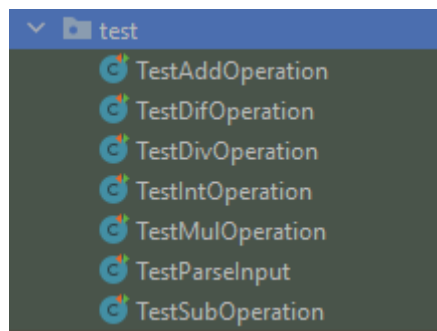 test
TestAddOperation
TestDifOperation
TestDivOperation
TestIntOperation
TestMulOperation
TestParseInput
TestSubOperation